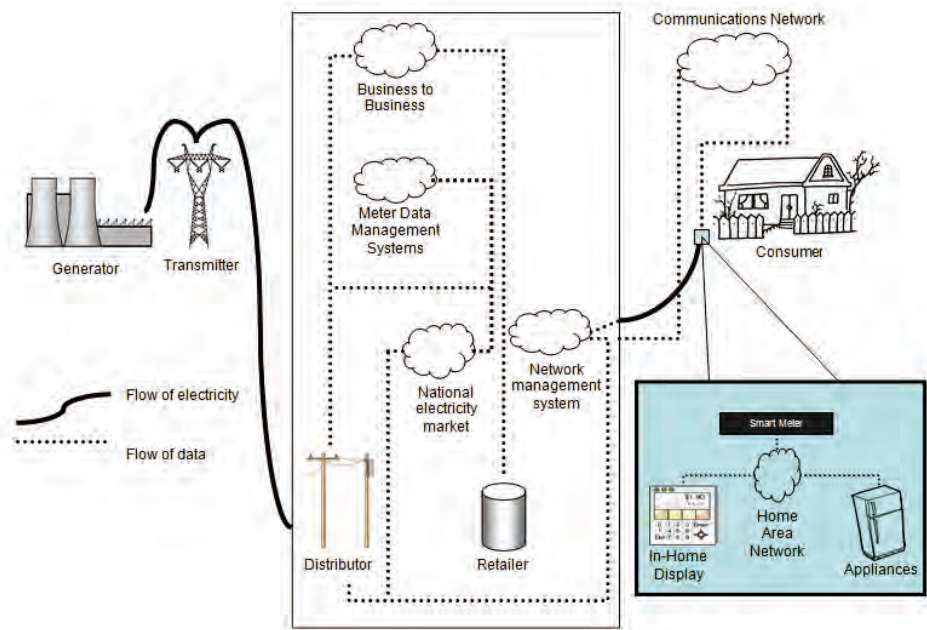 Communications Network
Business to
Business
Meter Data
Management
Systems
Generator
Transmitter
Consumer
National
electricity
market
Network
management
system
Flow of electricity
Flow of data
Distributor
Retailer
Smart Meter
Home
Area
Network
In-Home
Display
Appliances